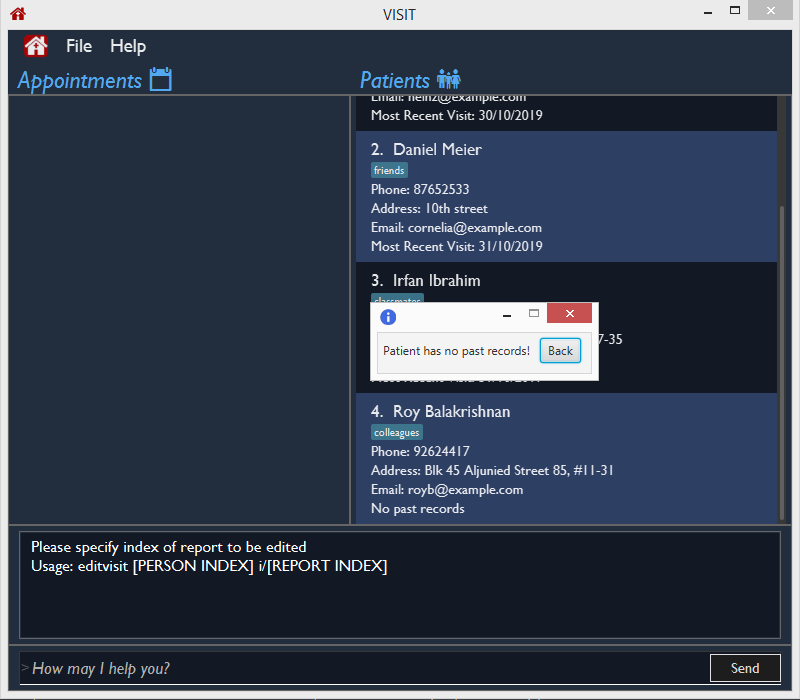 VISIT
File Help
Appointments
Patients
Email: heinz@example.com
Most Recent Visit: 30/10/2019
2. Daniel Meier
friends
Phone: 87652533
Address: 10th street
Email: cornelia@example.com
Most Recent Visit: 31/10/2019
3. Irfan Ibrahim
classmates
7-35
Patient has no past records!
Back
4. Roy Balakrishnan
colleagues
Phone: 92624417
Address: Blk 45 Aljunied Street 85, #11-31
Email: royb@example.com
No past records
Please specify index of report to be edited
Usage: editvisit [PERSON INDEX] i/[REPORT INDEX]
> How may I help you?
Send